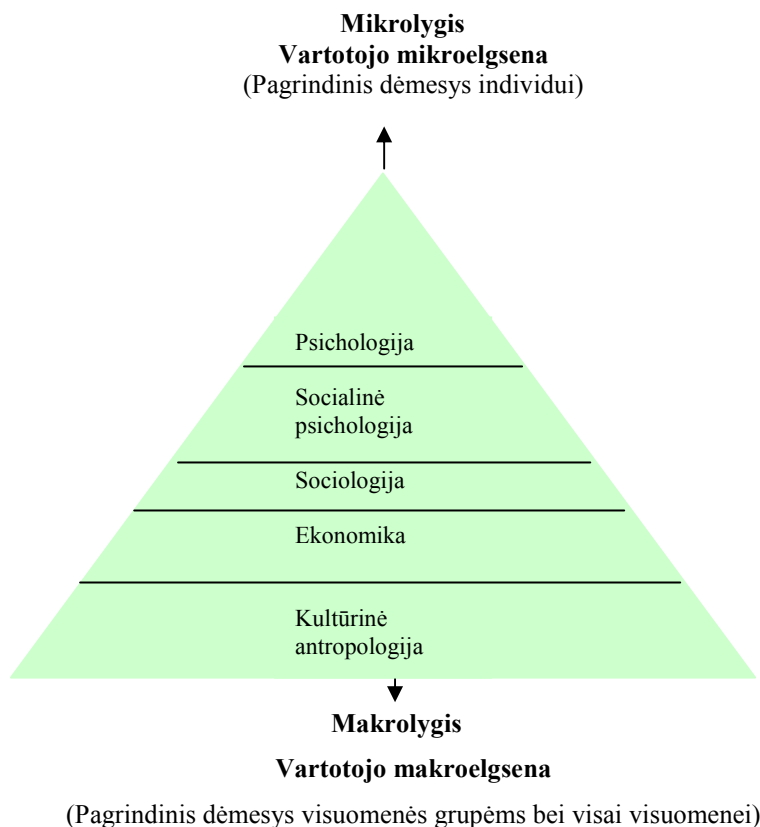 Mikrolygis
Vartotojo mikroelgsena
(Pagrindinis dėmesys individui)
Psichologija
Socialinė
psichologija
Sociologija
Ekonomika
Kultūrinė
antropologija
Makrolygis
Vartotojo makroelgsena
(Pagrindinis dėmesys visuomenės grupėms bei visai visuomenei)